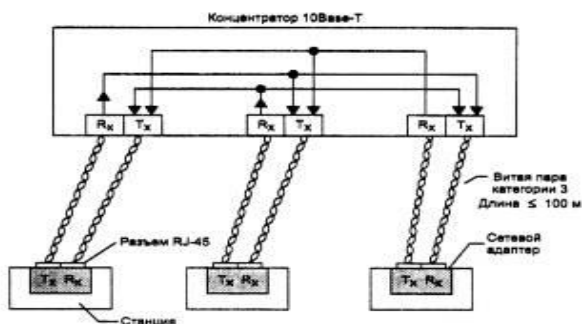 Концентратор 10Base-T
Rx Tx Rx Tx Rx Tx
Витая пара
категории 3
Длина ≤ 100 м
Разъем RJ-45
Сетевой
адаптер
Tx Rx Tx Rx Tx Rx
Станция